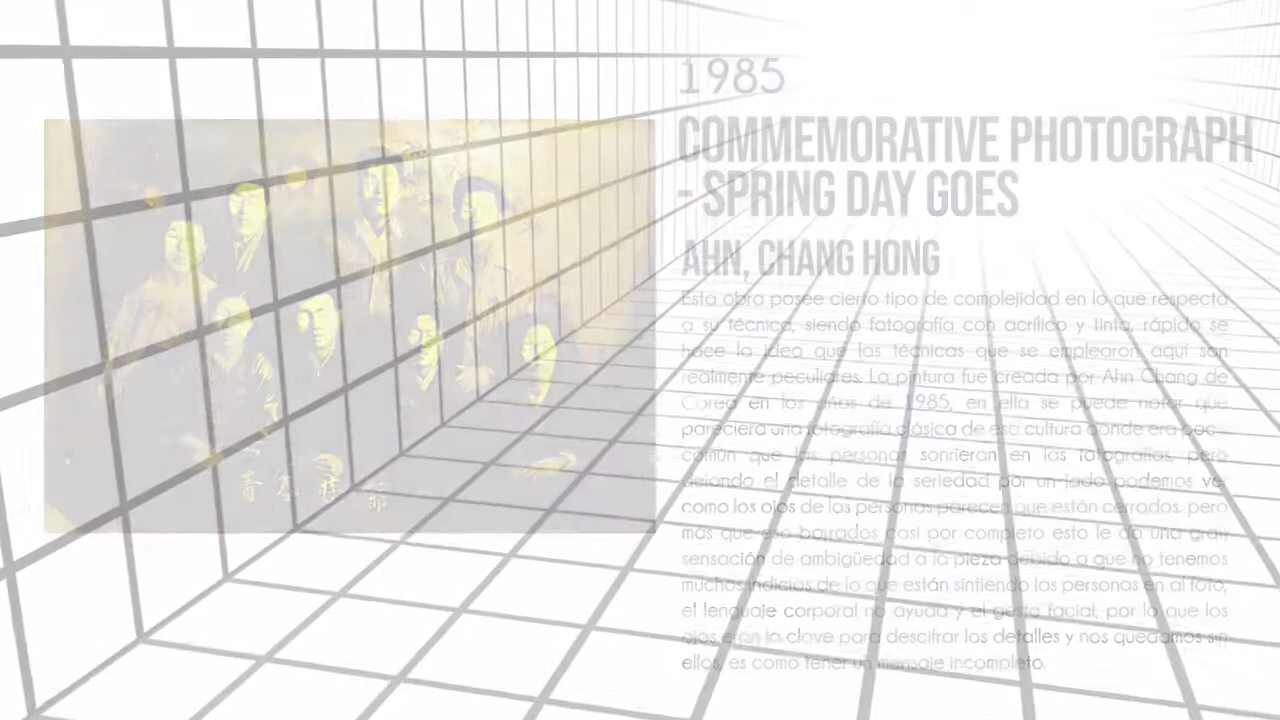 1985
COMMEMORATIVE PHOTOGRAPH
- SPRING DAY GOES
AHN, CHANG HONG
Esta obra posee cierto tipo de complejidad en lo que respecta
a su técnica, siendo fotografía con acrílico y tinta, rápido se
hace la idea que las técnicas que se emplearon aquí son
realmente peculiares. La pintura fue creada por Ahn Chang de
Corea en los años de 1985, en ella se puede notar que
pareciera una fotografía clásica de esa cultura donde era poc
común que las personas sonrieran en las fotografías, pero
dejando el detalle de la seriedad por un lado podemos ver
como los ojos de las personas parecen que están cerrados, pero
mas que eso barrados casi por completo esto le da una gran
sensación de ambigüedad a la pieza debido a que no tenemos
muchos indicios de lo que están sintiendo las personas en al foto,
el lenguaje corporal no ayuda y el gesto facial, por lo que los
ojos eran la clave para descifrar los detalles y nos quedamos sin
ellos, es como tener un mensaje incompleto.